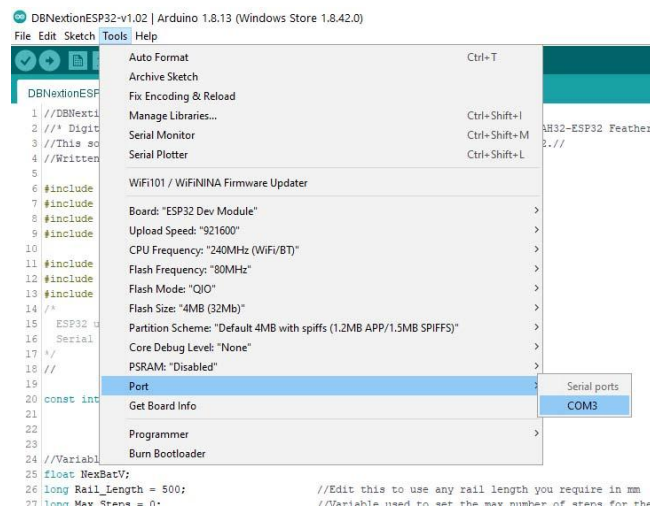 DBNextionESP32-v1.02 | Arduino 1.8.13 (Windows Store 1.8.42.0)
File Edit Sketch Tools Help
DBNextionESP
Auto Format Ctrl+T
Archive Sketch
Fix Encoding & Reload
Manage Libraries... Ctrl+Shift+I
Serial Monitor Ctrl+Shift+M
Serial Plotter Ctrl+Shift+L
WiFi101 / WiFiNINA Firmware Updater
Board: "ESP32 Dev Module"
Upload Speed: "921600"
CPU Frequency: "240MHz (WiFi/BT)"
Flash Frequency: "80MHz"
Flash Mode: "QIO"
Flash Size: "4MB (32Mb)"
Partition Scheme: "Default 4MB with spiffs (1.2MB APP/1.5MB SPIFFS)"
Core Debug Level: "None"
PSRAM: "Disabled"
Port
Get Board Info
Programmer
Burn Bootloader
Serial ports
COM3
1 //DBNexti
2 //* Digit AH32-ESP32 Feather
3 //This so 2.//
4 //Written
5
6 #include
7 #include
8 #include
9 #include
10
11 #include
12 #include
13 #include
14 /*
15 ESP32 u
16 Serial
17 */
18 //
19
20 const int
21
22
23
24 //Variabl
25 float NexBatV;
26 long Rail_Length = 500; //Edit this to use any rail length you require in mm
27 long Max_Steps = 0; //Variable used to set the max number of steps for the